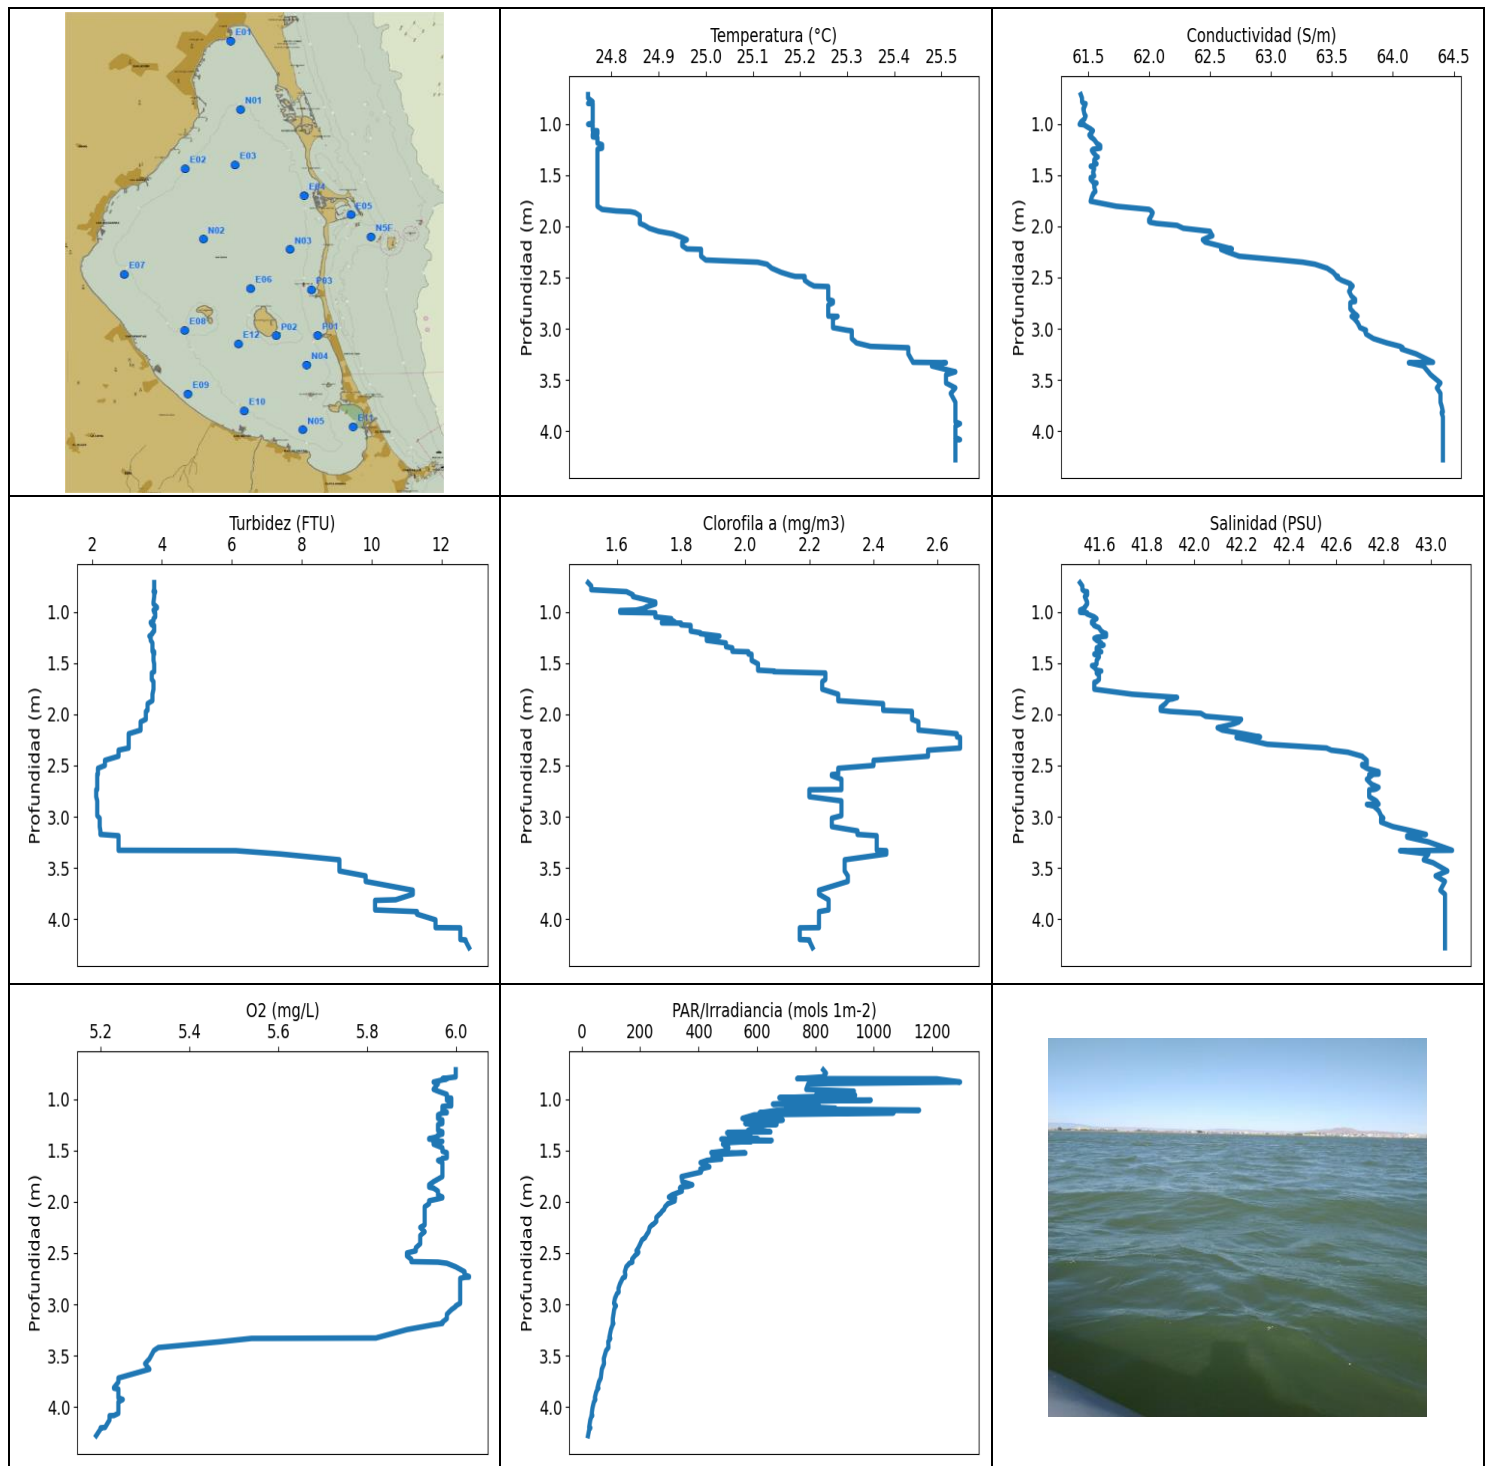 E01
N01
E02
E03
E04
E05
N02
N5F
N03
E07
E06
P03
E08
P02
P01
E12
N04
E09
E10
N05
E11
Temperatura (°C)
24.8 24.9 25.0 25.1 25.2 25.3 25.4 25.5
Profundidad (m)
1.0
1.5
2.0
2.5
3.0
3.5
4.0
Conductividad (S/m)
61.5 62.0 62.5 63.0 63.5 64.0 64.5
Profundidad (m)
1.0
1.5
2.0
2.5
3.0
3.5
4.0
Turbidez (FTU)
2 4 6 8 10 12
Profundidad (m)
1.0
1.5
2.0
2.5
3.0
3.5
4.0
Clorofila a (mg/m3)
1.6 1.8 2.0 2.2 2.4 2.6
Profundidad (m)
1.0
1.5
2.0
2.5
3.0
3.5
4.0
Salinidad (PSU)
41.6 41.8 42.0 42.2 42.4 42.6 42.8 43.0
Profundidad (m)
1.0
1.5
2.0
2.5
3.0
3.5
4.0
O2 (mg/L)
5.2 5.4 5.6 5.8 6.0
Profundidad (m)
1.0
1.5
2.0
2.5
3.0
3.5
4.0
PAR/Irradiancia (mols 1m-2)
0 200 400 600 800 1000 1200
Profundidad (m)
1.0
1.5
2.0
2.5
3.0
3.5
4.0